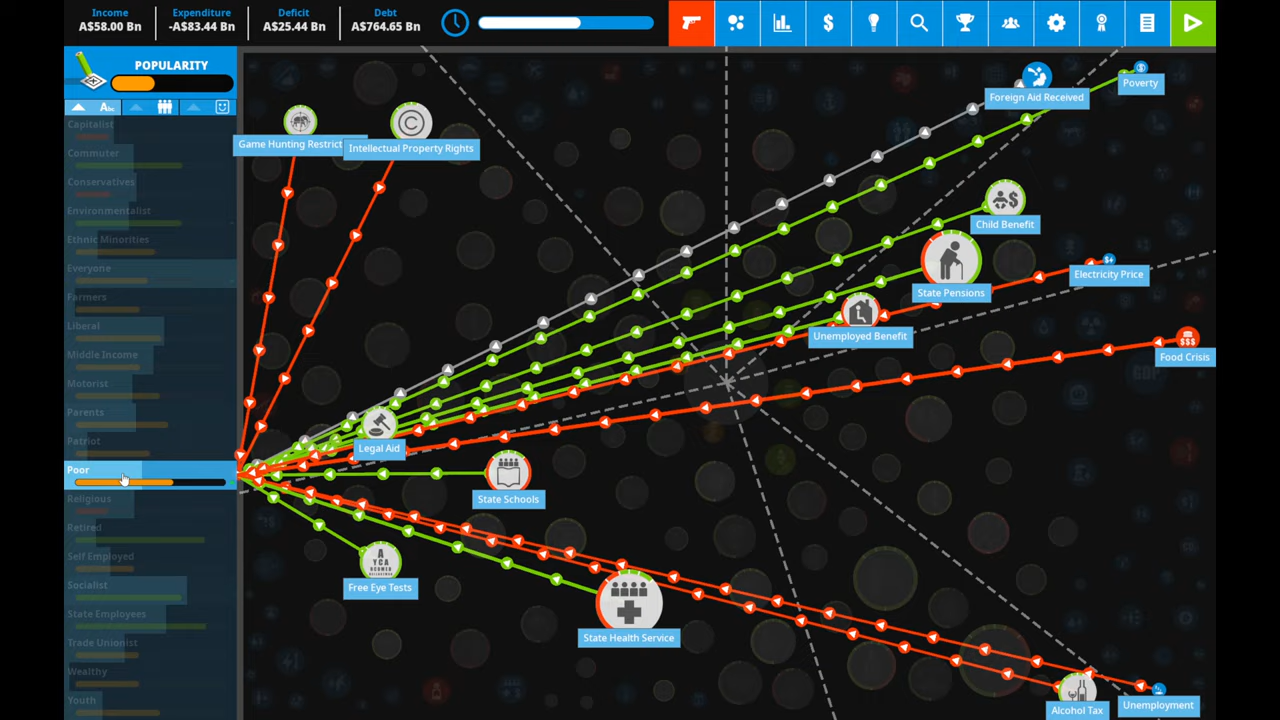 Income
A$58.00 Bn
Expenditure
-A$83.44 Bn
Deficit
A$25.44 Bn
Debt
A$764.65 Bn
$
POPULARITY
Capitalist
Commuter
Conservatives
Environmentalist
Ethnic Minorities
Everyone
Farmers
Liberal
Middle Income
Motorist
Parents
Patriot
Poor
Religious
Retired
Self Employed
Socialist
State Employees
Trade Unionist
Wealthy
Youth
Foreign Aid Received
Poverty
Game Hunting Restrict
©
Intellectual Property Rights
$
Child Benefit
State Pensions
$+
Electricity Price
Unemployed Benefit
$$$
Food Crisis
GDP
Legal Aid
State Schools
A
YCA
Free Eye Tests
State Health Service
Alcohol Tax
Unemployment